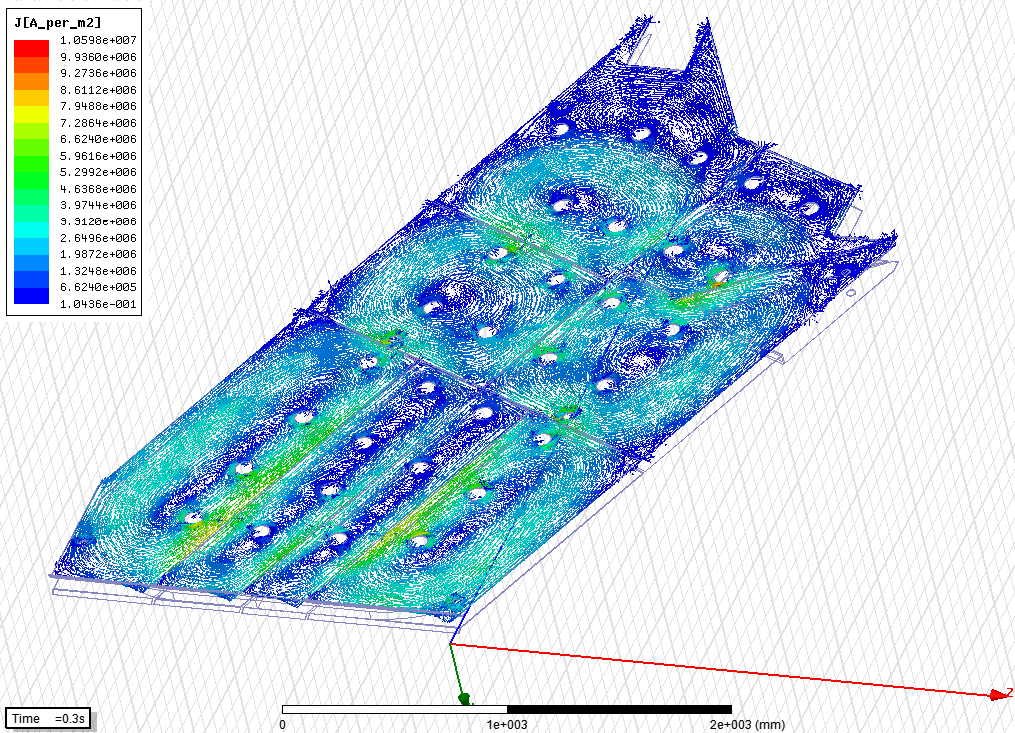 J[A_per_m2]
1.0598e+007
9.9360e+006
9.2736e+006
8.6112e+006
7.9488e+006
7.2864e+006
6.6240e+006
5.9616e+006
5.2992e+006
4.6368e+006
3.9744e+006
3.3120e+006
2.6496e+006
1.9872e+006
1.3248e+006
6.6240e+005
1.0436e-001
Z
Time =0.3s
0 1e+003 2e+003 (mm)